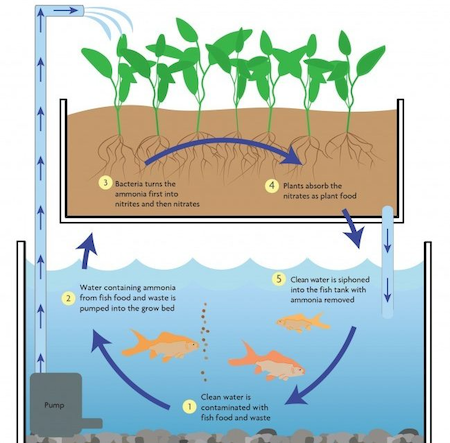 3 Bacteria turns the
ammonia first into
nitrites and then nitrates
4 Plants absorb the
nitrates as plant food
5 Clean water is siphoned
into the fish tank with
ammonia removed
2 Water containing ammonia
from fish food and waste is
pumped into the grow bed
1 Clean water is
contaminated with
fish food and waste
Pump